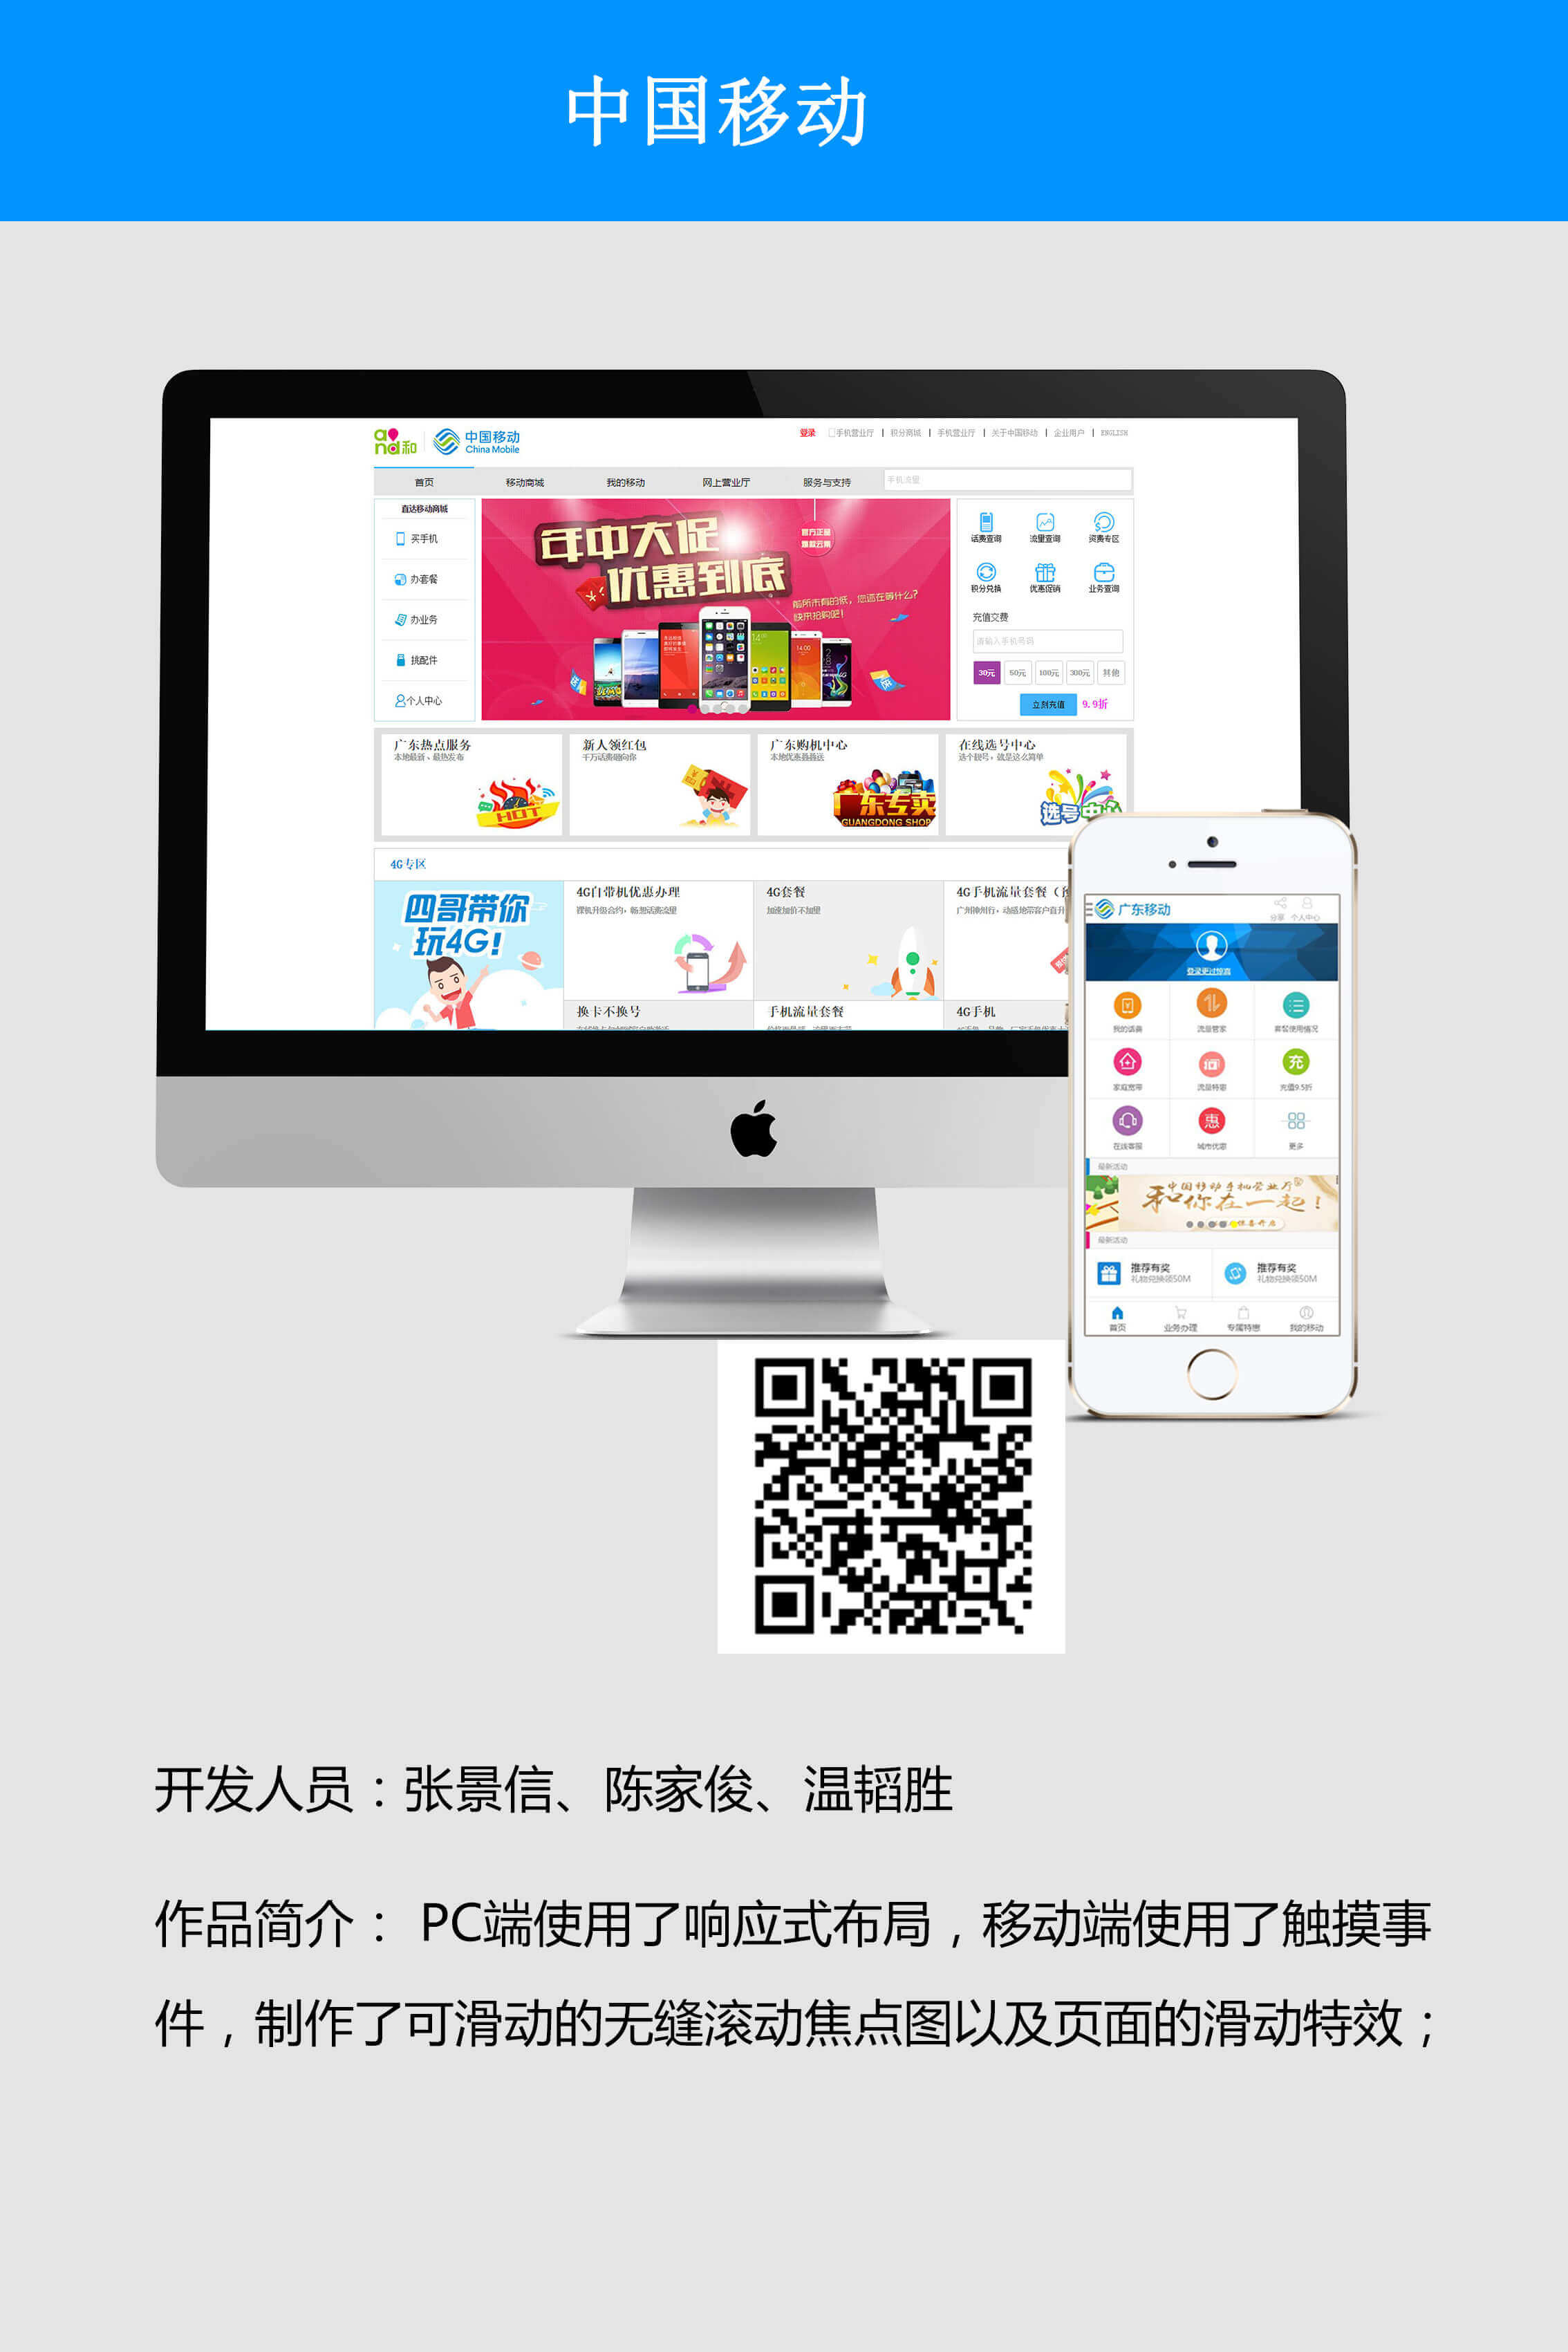 中国移动
and和
中国移动
China Mobile
登录 手机营业厅 | 积分商城 | 手机营业厅 | 关于中国移动 | 企业用户 | ENGLISH
首页 移动商城 我的移动 网上营业厅 服务与支持 手机流量
直达移动商城
买手机
办套餐
办业务
挑配件
个人中心
年中大促
优惠到底
官方正品
爆款云集
前所未有的低，您还在等什么？
快来抢购吧！
话费查询 流量查询 资费专区
积分兑换 优惠促销 业务查询
充值交费
请输入手机号码
30元 50元 100元 300元 其他
立刻充值 9.9折
广东热点服务
本地最新、最热发布
HOT
新人领红包
千万话费砸向你
广东购机中心
本地优惠聂聂送
东专卖
GUANGDONG SHOP
在线选号中心
选个靓号，就是这么简单
选号中心
4G专区
四哥带你
玩4G!
4G自带机优惠办理
裸机升级合约，畅想话费流量
4G套餐
加速加价不加量
4G手机流量套餐（预
广州神州行，动感地带客户直升
换卡不换号
手机流量套餐
4G手机
广东移动
分享 个人中心
登录更过惊喜
我的话费 流量管家 套餐使用情况
家庭宽带 流量特惠 充值9.5折
充
惠
在线客服 城市优惠 更多
最新活动
中国移动手机营业厅
和你在一起！
最新活动
推荐有奖 推荐有奖
礼物兑换领50M 礼物兑换领50M
首页 业务办理 专属特惠 我的移动
开发人员：张景信、陈家俊、温韬胜
作品简介： PC端使用了响应式布局，移动端使用了触摸事
件，制作了可滑动的无缝滚动焦点图以及页面的滑动特效；